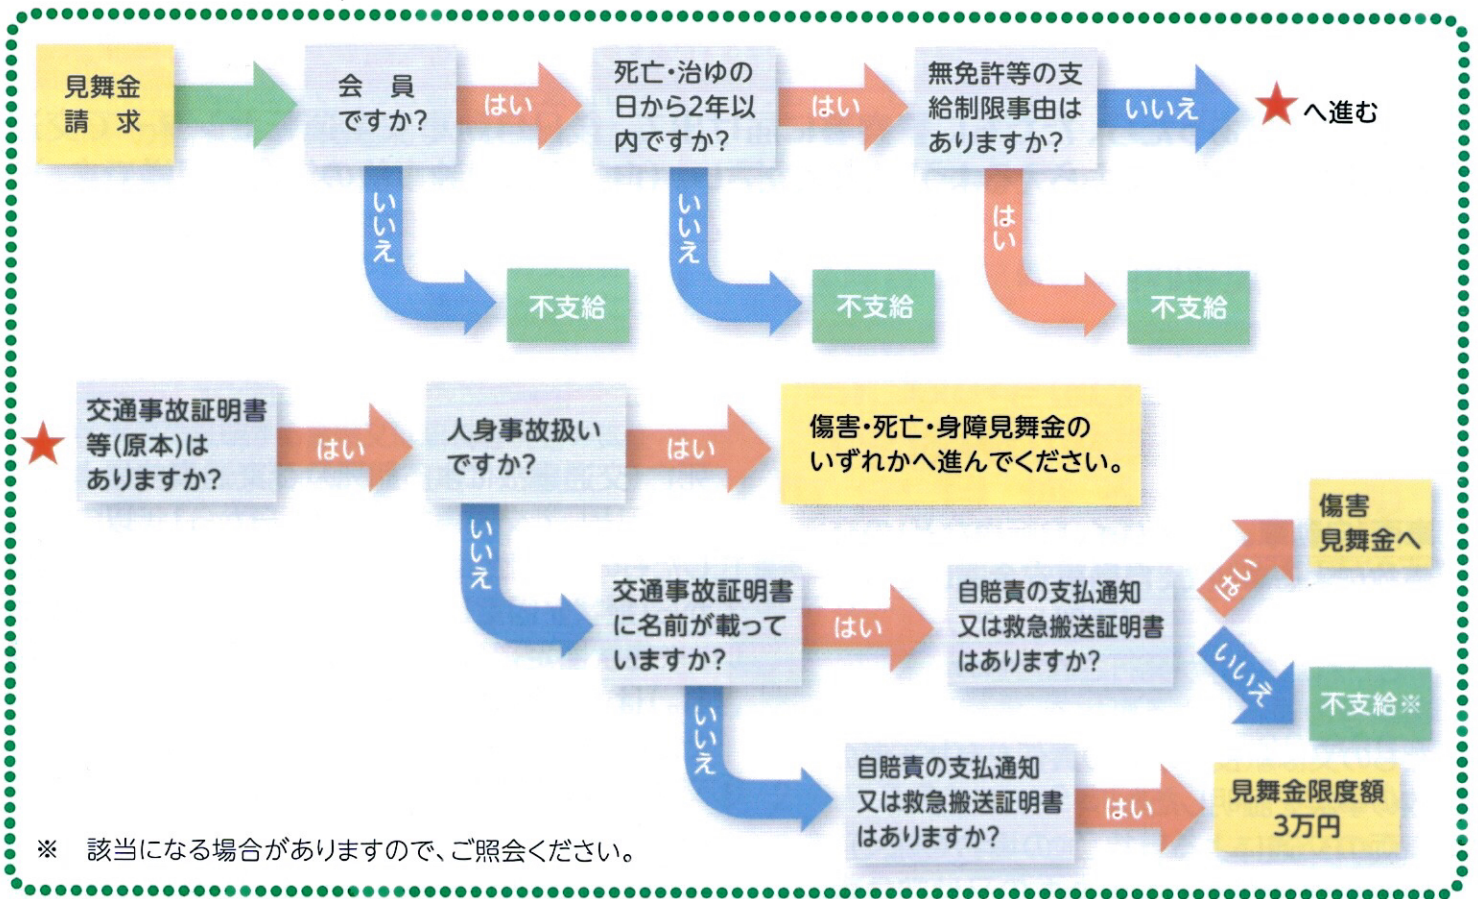 見舞金
請　求
会　員
ですか?
はい
死亡・治ゆの
日から2年以
内ですか?
はい
無免許等の支
給制限事由は
ありますか?
いいえ
★へ進む
いいえ
不支給
いいえ
不支給
はい
不支給
★
交通事故証明書
等(原本)は
ありますか?
はい
人身事故扱い
ですか?
はい
傷害・死亡・身障見舞金の
いずれかへ進んでください。
いいえ
交通事故証明書
に名前が載って
いますか?
はい
自賠責の支払通知
又は救急搬送証明書
はありますか?
はい
傷害
見舞金へ
いいえ
不支給※
いいえ
自賠責の支払通知
又は救急搬送証明書
はありますか?
はい
見舞金限度額
3万円
※　該当になる場合がありますので、ご照会ください。